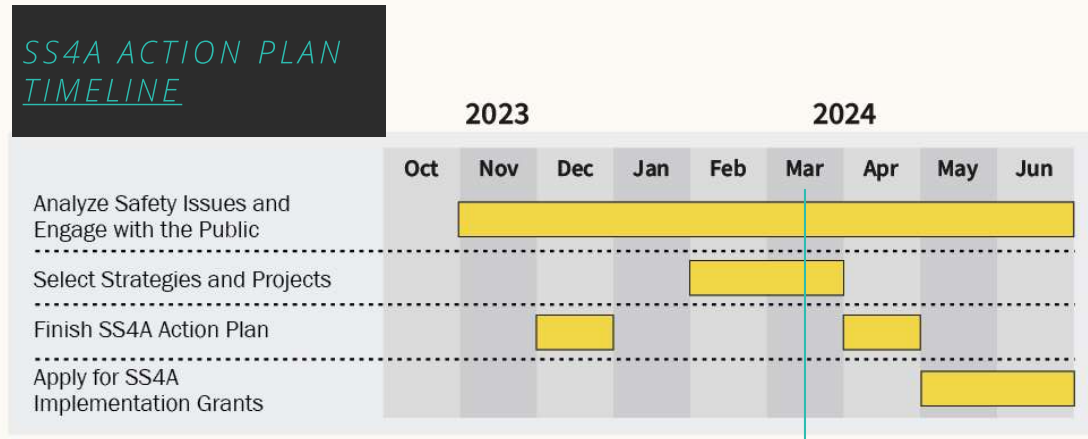 SS4A ACTION PLAN
TIMELINE
2023 2024
Oct Nov Dec Jan Feb Mar Apr May Jun
Analyze Safety Issues and
Engage with the Public
Select Strategies and Projects
Finish SS4A Action Plan
Apply for SS4A
Implementation Grants